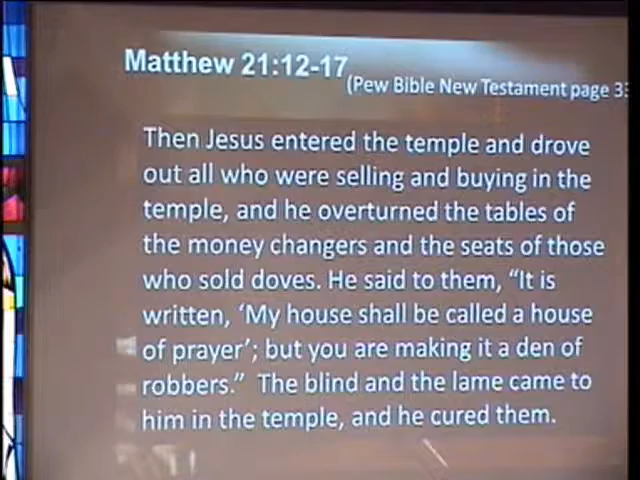 Matthew 21:12-17
(Pew Bible New Testament page 33
Then Jesus entered the temple and drove
out all who were selling and buying in the
temple, and he overturned the tables of
the money changers and the seats of those
who sold doves. He said to them, “It is
written, ‘My house shall be called a house
of prayer’; but you are making it a den of
robbers.”  The blind and the lame came to
him in the temple, and he cured them.